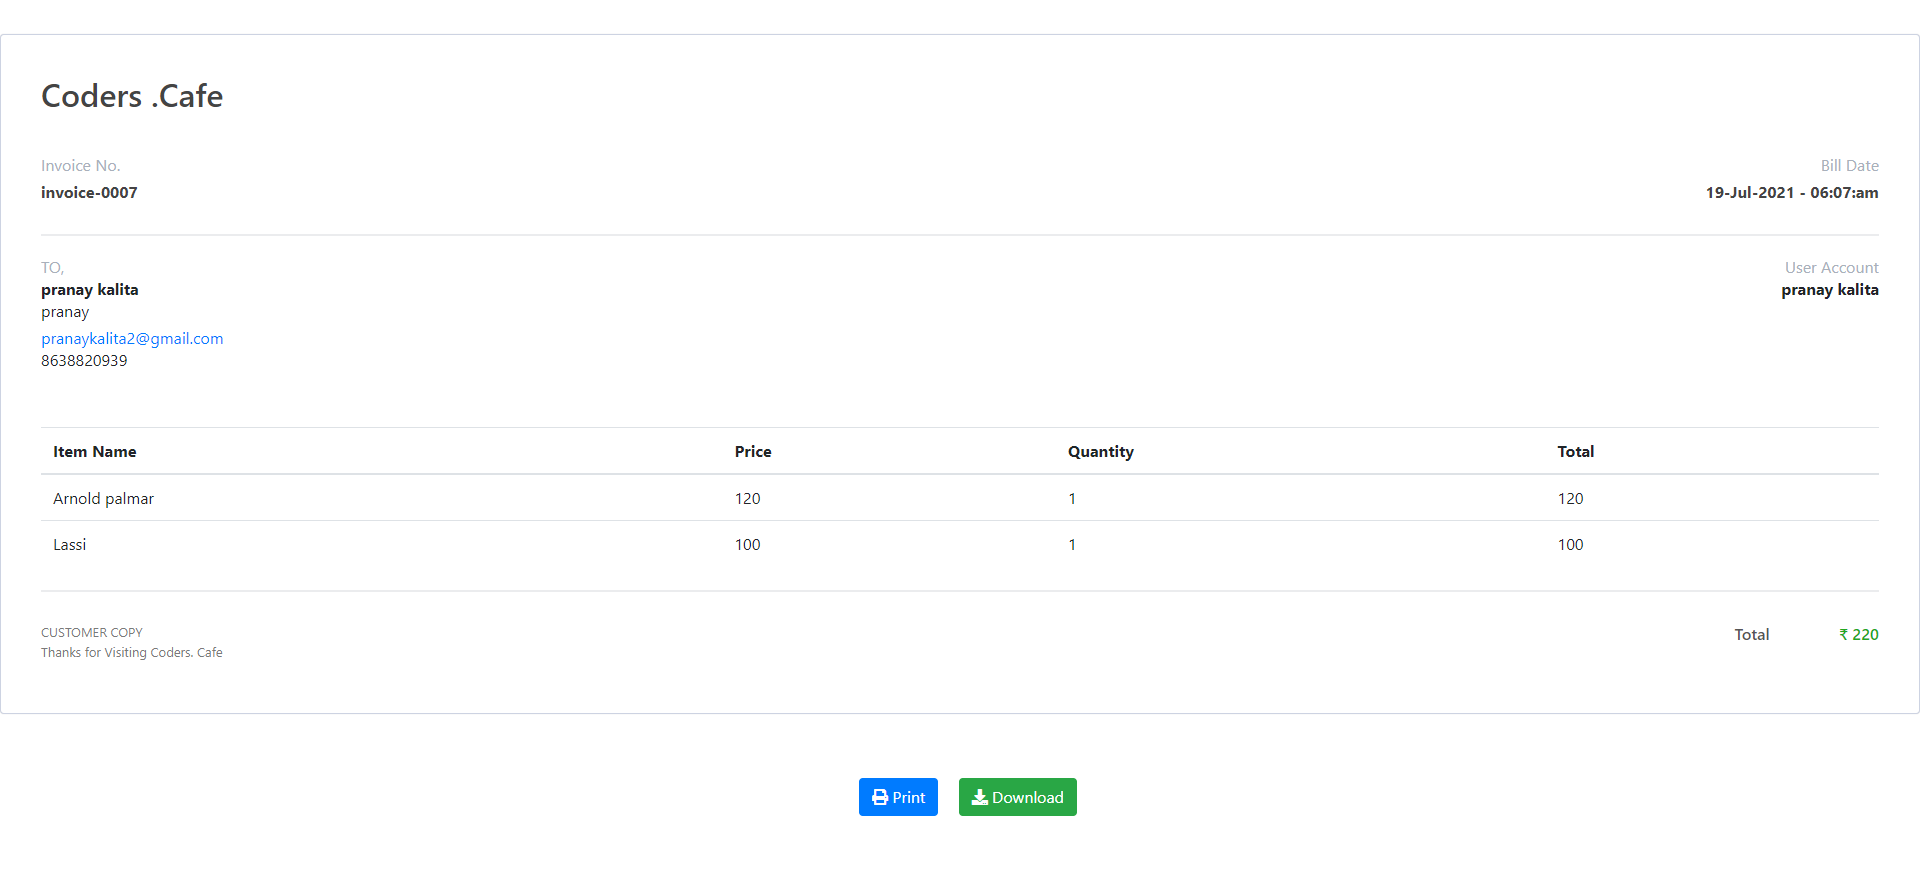 Coders .Cafe
Invoice No.
Bill Date
invoice-0007
19-Jul-2021 - 06:07:am
TO,
User Account
pranay kalita
pranay kalita
pranay
pranaykalita2@gmail.com
8638820939
Item Name Price Quantity Total
Arnold palmar 120 1 120
Lassi 100 1 100
CUSTOMER COPY
Thanks for Visiting Coders. Cafe
Total ₹ 220
Print
Download